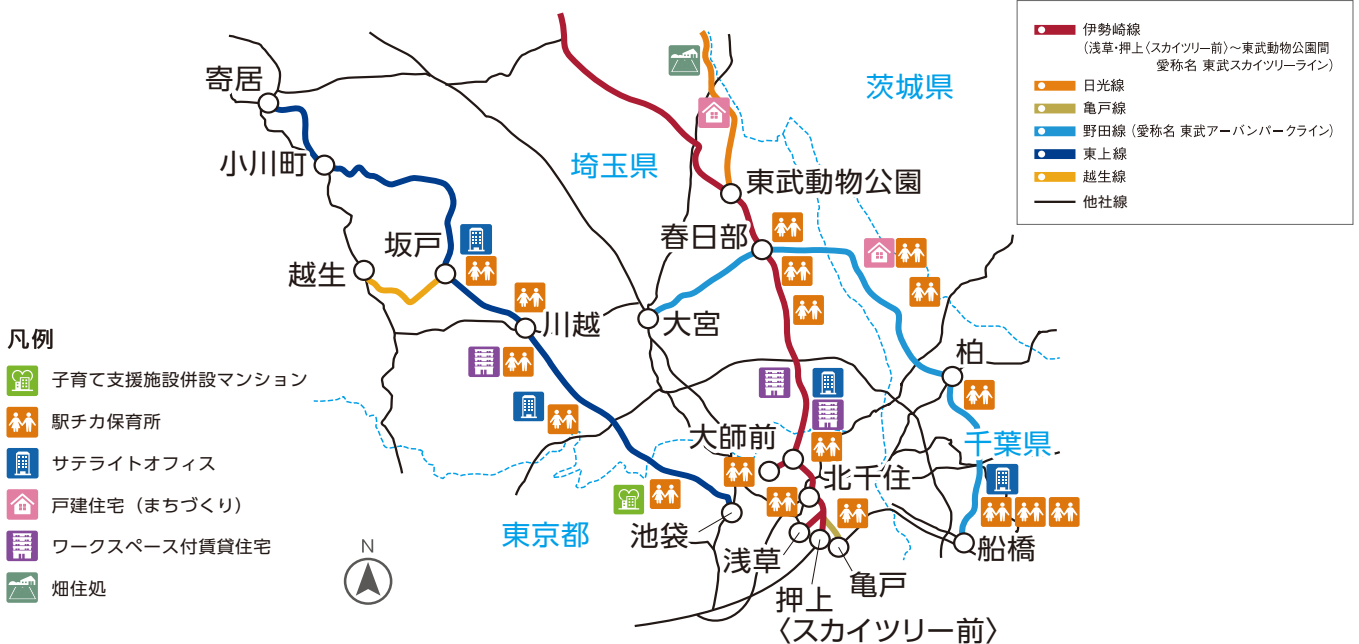 伊勢崎線
(浅草・押上〈スカイツリー前〉～東武動物公園間
愛称名 東武スカイツリーライン)
日光線
亀戸線
野田線 (愛称名 東武アーバンパークライン)
東上線
越生線
他社線
寄居
小川町
坂戸
越生
川越
埼玉県
茨城県
東武動物公園
春日部
大宮
柏
千葉県
大師前
北千住
東京都
池袋
浅草
押上
〈スカイツリー前〉
亀戸
船橋
凡例
子育て支援施設併設マンション
駅チカ保育所
サテライトオフィス
戸建住宅（まちづくり）
ワークスペース付賃貸住宅
畑住処
N